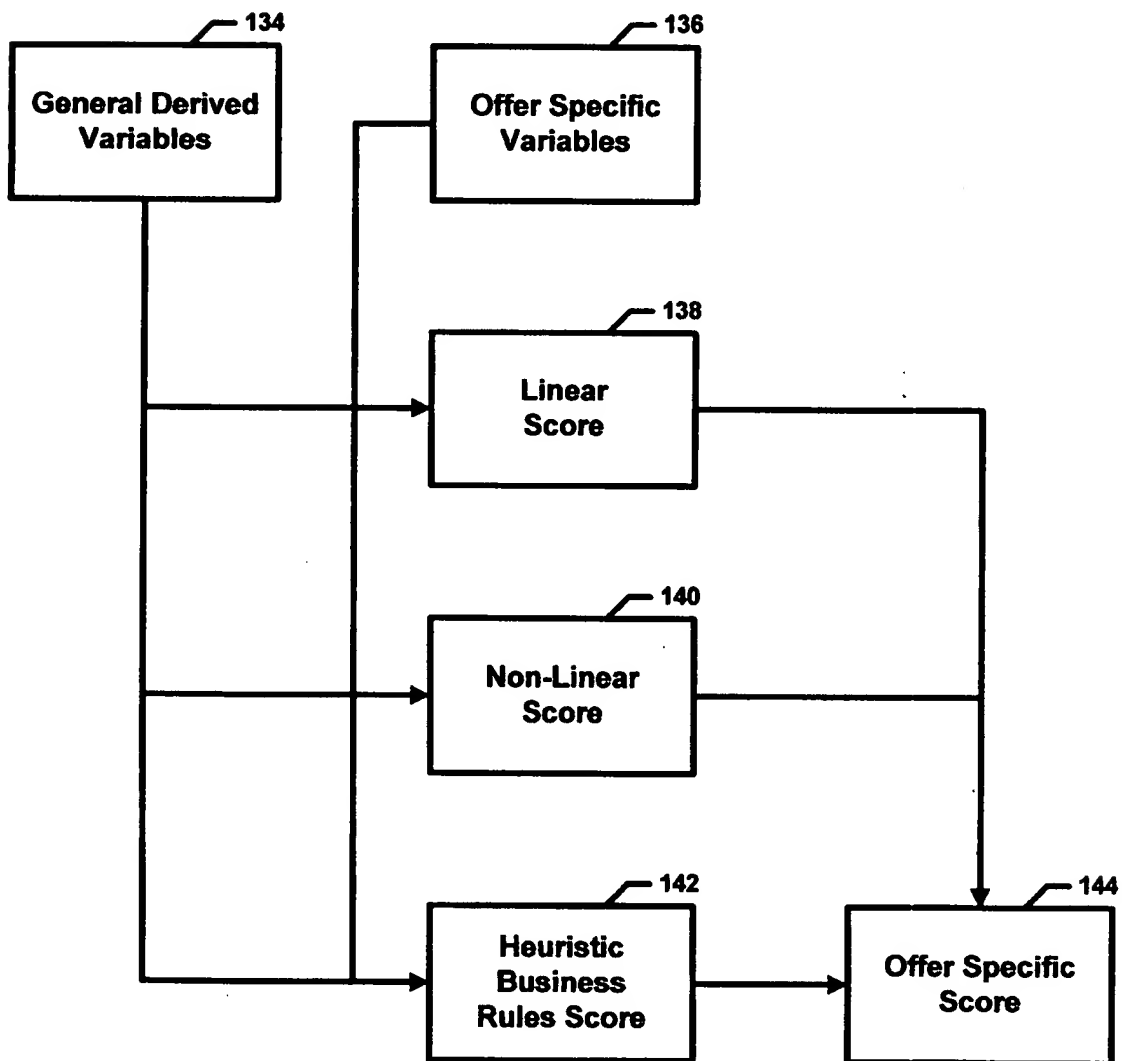 134
General Derived
Variables
136
Offer Specific
Variables
138
Linear
Score
140
Non-Linear
Score
142
Heuristic
Business
Rules Score
144
Offer Specific
Score